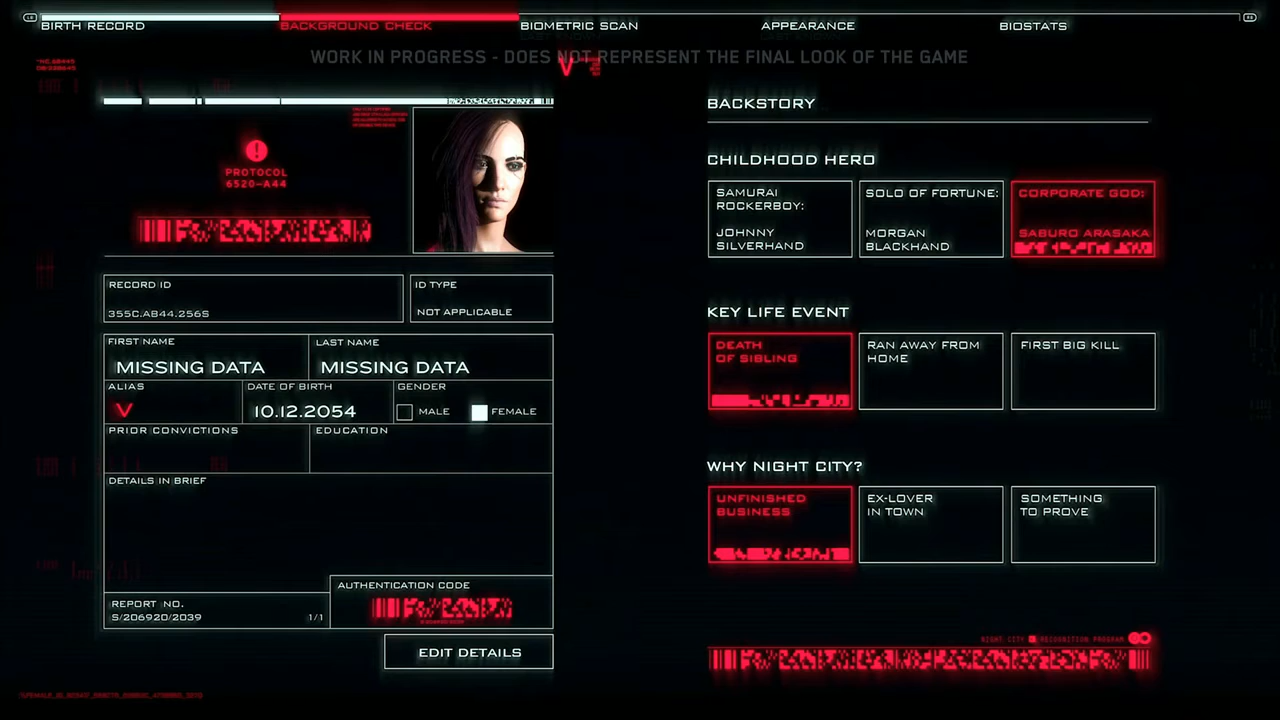 BIRTH RECORD
BACKGROUND CHECK
BIOMETRIC SCAN
APPEARANCE
BIOSTATS
WORK IN PROGRESS - DOES NOT REPRESENT THE FINAL LOOK OF THE GAME
V
PROTOCOL
6520-A44
RECORD ID
355C.AB44.256S
ID TYPE
NOT APPLICABLE
FIRST NAME
MISSING DATA
LAST NAME
MISSING DATA
ALIAS
V
DATE OF BIRTH
10.12.2054
GENDER
MALE
FEMALE
PRIOR CONVICTIONS
EDUCATION
DETAILS IN BRIEF
AUTHENTICATION CODE
REPORT NO.
S/206920/2039
1/1
EDIT DETAILS
BACKSTORY
CHILDHOOD HERO
SAMURAI
ROCKERBOY:
JOHNNY
SILVERHAND
SOLO OF FORTUNE:
MORGAN
BLACKHAND
CORPORATE GOD:
SABURO ARASAKA
KEY LIFE EVENT
DEATH
OF SIBLING
RAN AWAY FROM
HOME
FIRST BIG KILL
WHY NIGHT CITY?
UNFINISHED
BUSINESS
EX-LOVER
IN TOWN
SOMETHING
TO PROVE
NIGHT CITY RECOGNITION PROGRAM